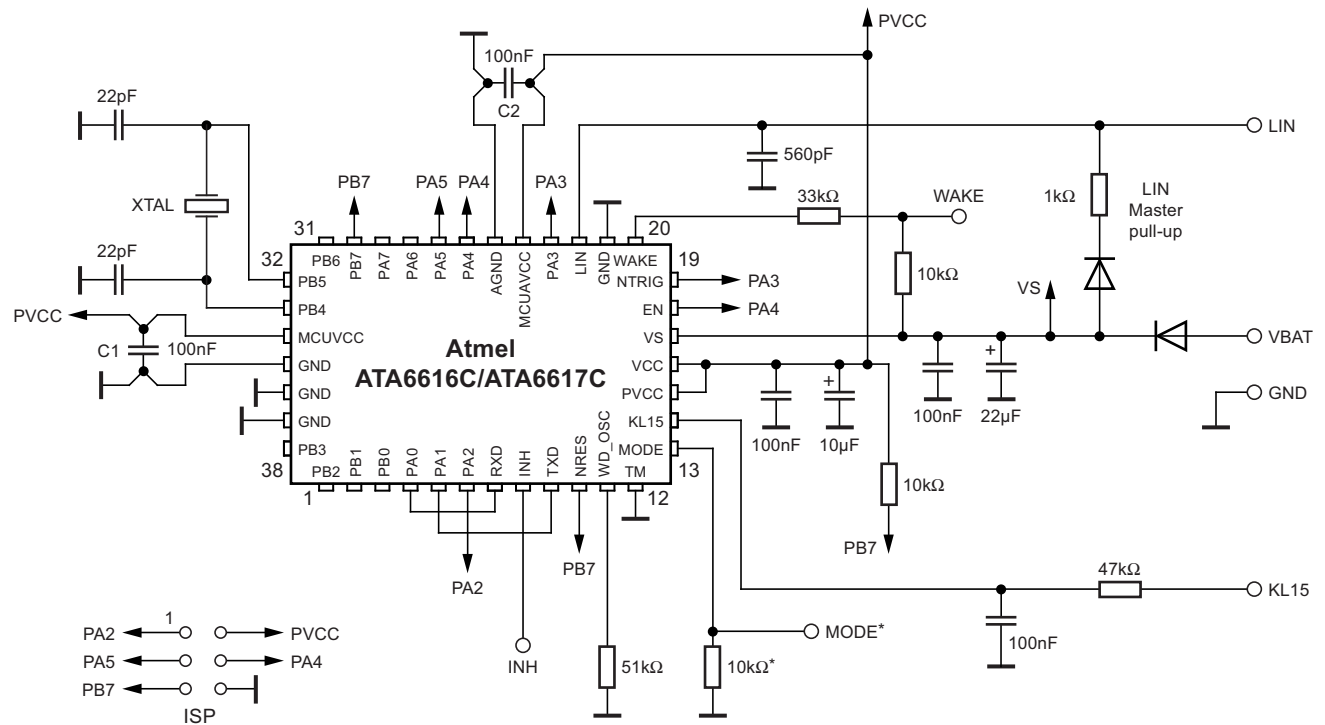 PVCC
100nF
C2
22pF
LIN
560pF
PB7
PA5
PA4
PA3
33kΩ
WAKE
1kΩ
LIN
Master
pull-up
XTAL
31
20
PB6
PB7
PA7
PA6
PA5
PA4
AGND
MCUAVCC
PA3
LIN
GND
WAKE
22pF
32
19
PB5
NTRIG
PA3
10kΩ
VS
PB4
EN
PA4
PVCC
MCUVCC
VS
VBAT
C1
100nF
Atmel
ATA6616C/ATA6617C
GND
VCC
GND
PVCC
GND
GND
KL15
100nF
10µF
100nF
22µF
+
+
PB3
MODE
38
13
PB2
PB1
PB0
PA0
PA1
PA2
RXD
INH
TXD
NRES
WD_OSC
TM
1
12
10kΩ
PB7
PA2
PB7
47kΩ
KL15
100nF
1
PA2
PVCC
MODE*
PA5
PA4
INH
51kΩ
10kΩ*
PB7
ISP